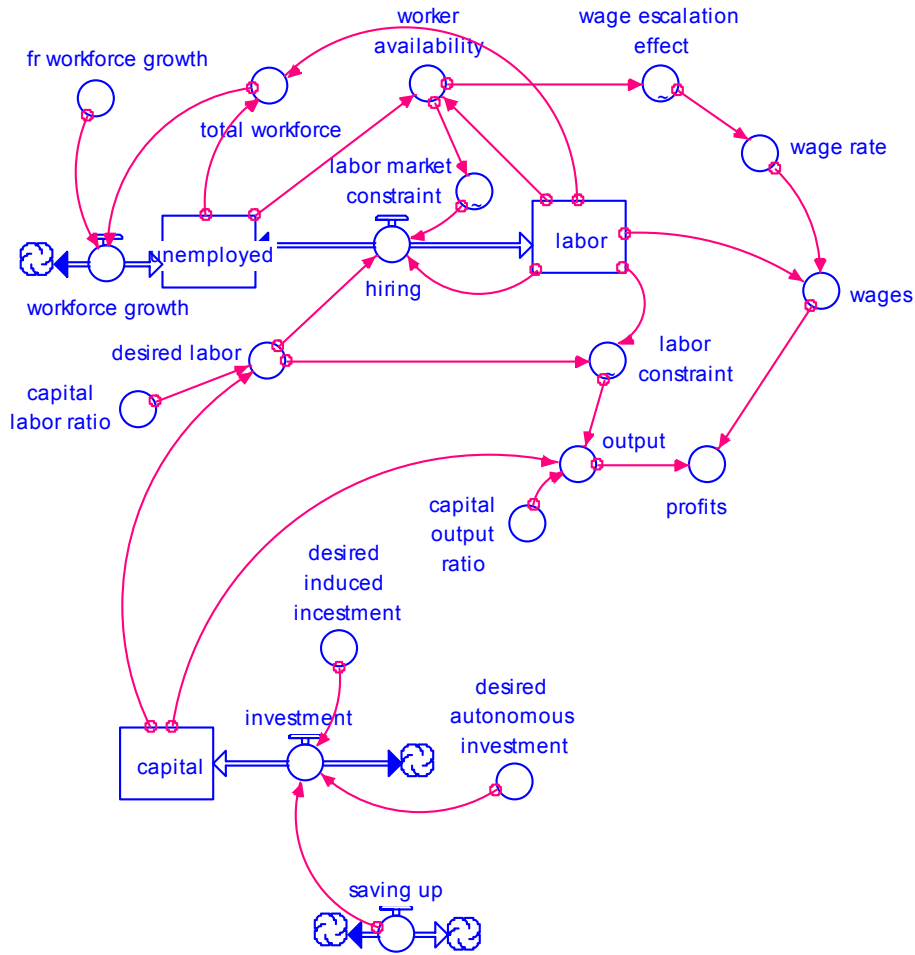 worker
availability
wage escalation
effect
fr workforce growth
total workforce
labor market
constraint
wage rate
unemployed
labor
workforce growth
hiring
wages
desired labor
labor
constraint
capital
labor ratio
output
capital
output
ratio
profits
desired
induced
incestment
desired
autonomous
investment
investment
capital
saving up